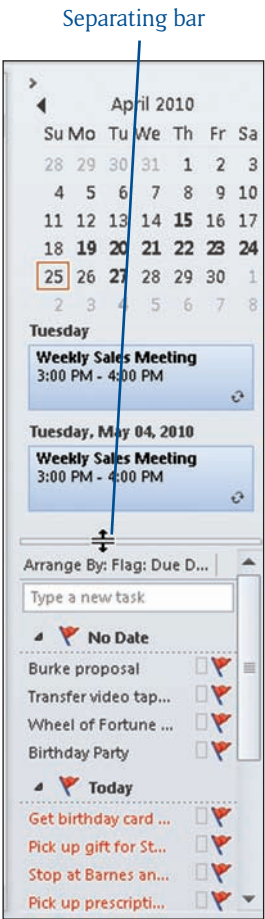 Separating bar
April 2010
Su Mo Tu We Th Fr Sa
28 29 30 31 1 2 3
4 5 6 7 8 9 10
11 12 13 14 15 16 17
18 19 20 21 22 23 24
25 26 27 28 29 30 1
2 3 4 5 6 7 8
Tuesday
Weekly Sales Meeting
3:00 PM - 4:00 PM
Tuesday, May 04, 2010
Weekly Sales Meeting
3:00 PM - 4:00 PM
Arrange By: Flag: Due D...
Type a new task
No Date
Burke proposal
Transfer video tap...
Wheel of Fortune ...
Birthday Party
Today
Get birthday card ...
Pick up gift for St...
Stop at Barnes an...
Pick up prescripti...